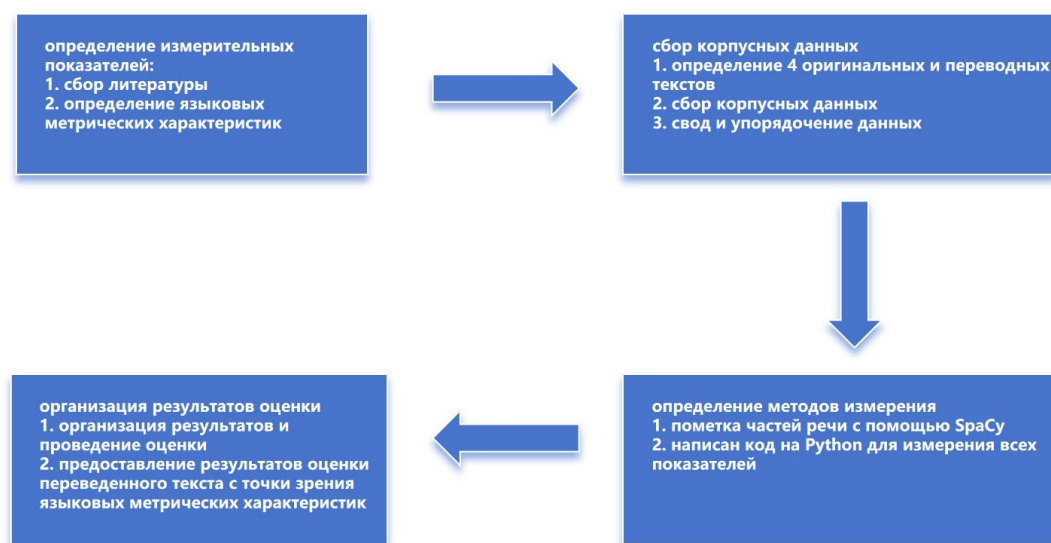 определение измерительных
показателей:
1. сбор литературы
2. определение языковых
метрических характеристик
сбор корпусных данных
1. определение 4 оригинальных и переводных
текстов
2. сбор корпусных данных
3. свод и упорядочение данных
определение методов измерения
1. пометка частей речи с помощью SpaCy
2. написан код на Python для измерения всех
показателей
организация результатов оценки
1. организация результатов и
проведение оценки
2. предоставление результатов оценки
переведенного текста с точки зрения
языковых метрических характеристик